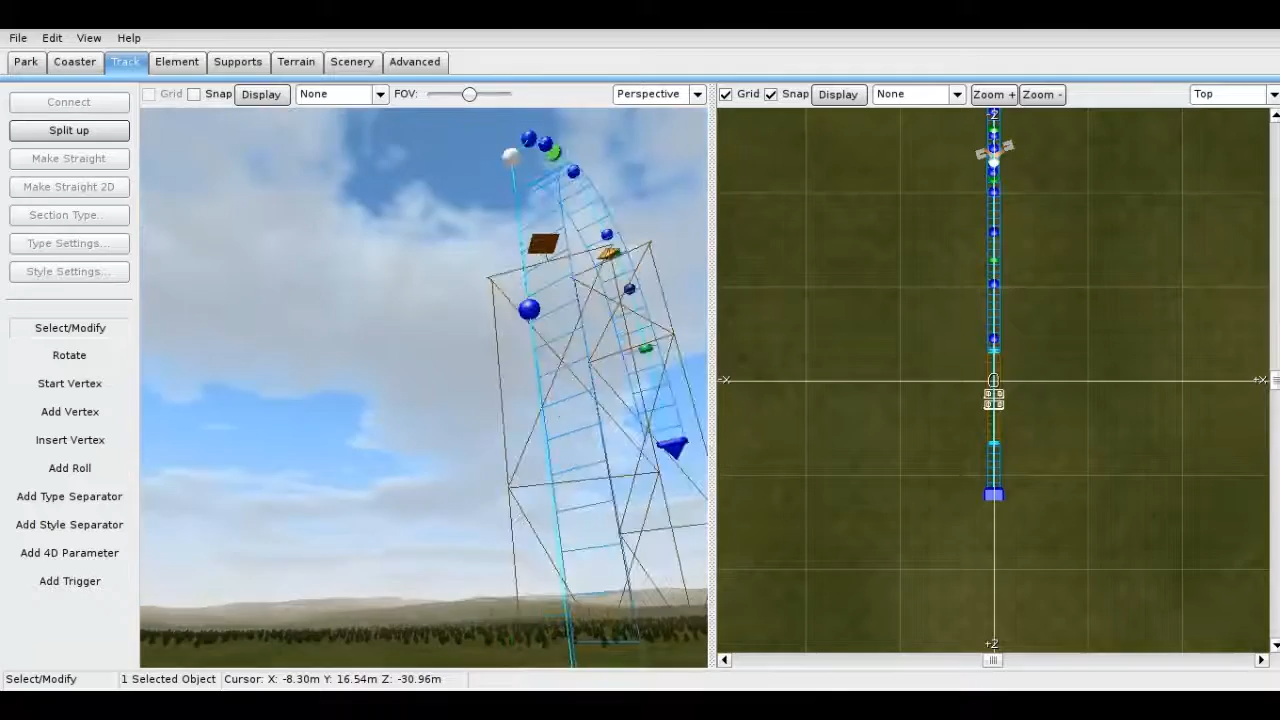 File Edit View Help
Park Coaster Track Element Supports Terrain Scenery Advanced
Grid Snap Display None FOV: Perspective
Grid Snap Display None Zoom + Zoom - Top
Connect
Split up
Make Straight
Make Straight 2D
Section Type..
Type Settings...
Style Settings...
Select/Modify
Rotate
Start Vertex
Add Vertex
Insert Vertex
Add Roll
Add Type Separator
Add Style Separator
Add 4D Parameter
Add Trigger
-Z
-X
+X
+Z
Select/Modify 1 Selected Object Cursor: X: -8.30m Y: 16.54m Z: -30.96m